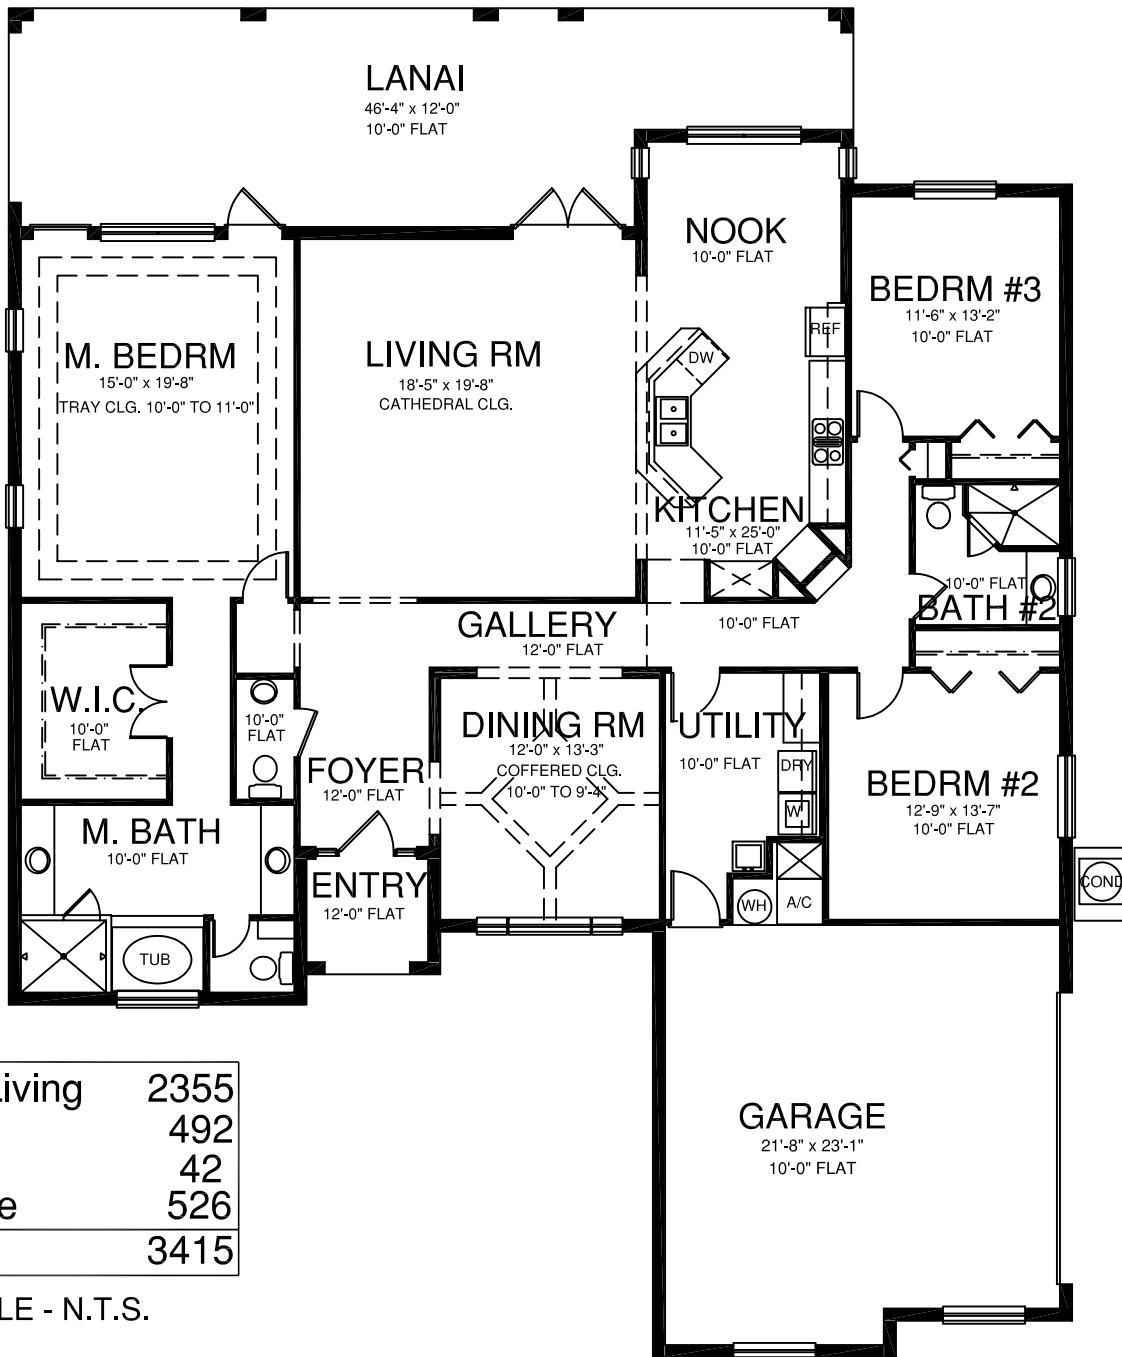 LANAI
46'-4" x 12'-0"
10'-0" FLAT
NOOK
10'-0" FLAT
BEDRM #3
11'-6" x 13'-2"
10'-0" FLAT
REF
DW
M. BEDRM
15'-0" x 19'-8"
TRAY CLG. 10'-0" TO 11'-0"
LIVING RM
18'-5" x 19'-8"
CATHEDRAL CLG.
KITCHEN
11'-5" x 25'-0"
10'-0" FLAT
10'-0" FLAT
BATH #2
GALLERY
12'-0" FLAT
10'-0" FLAT
W.I.C.
10'-0"
FLAT
10'-0"
FLAT
FOYER
12'-0" FLAT
DINING RM
12'-0" x 13'-3"
COFFERED CLG.
10'-0" TO 9'-4"
UTILITY
10'-0" FLAT
DRY
W
BEDRM #2
12'-9" x 13'-7"
10'-0" FLAT
M. BATH
10'-0" FLAT
ENTRY
12'-0" FLAT
WH
A/C
COND
TUB
GARAGE
21'-8" x 23'-1"
10'-0" FLAT
iving 2355
492
42
e 526
3415
LE - N.T.S.